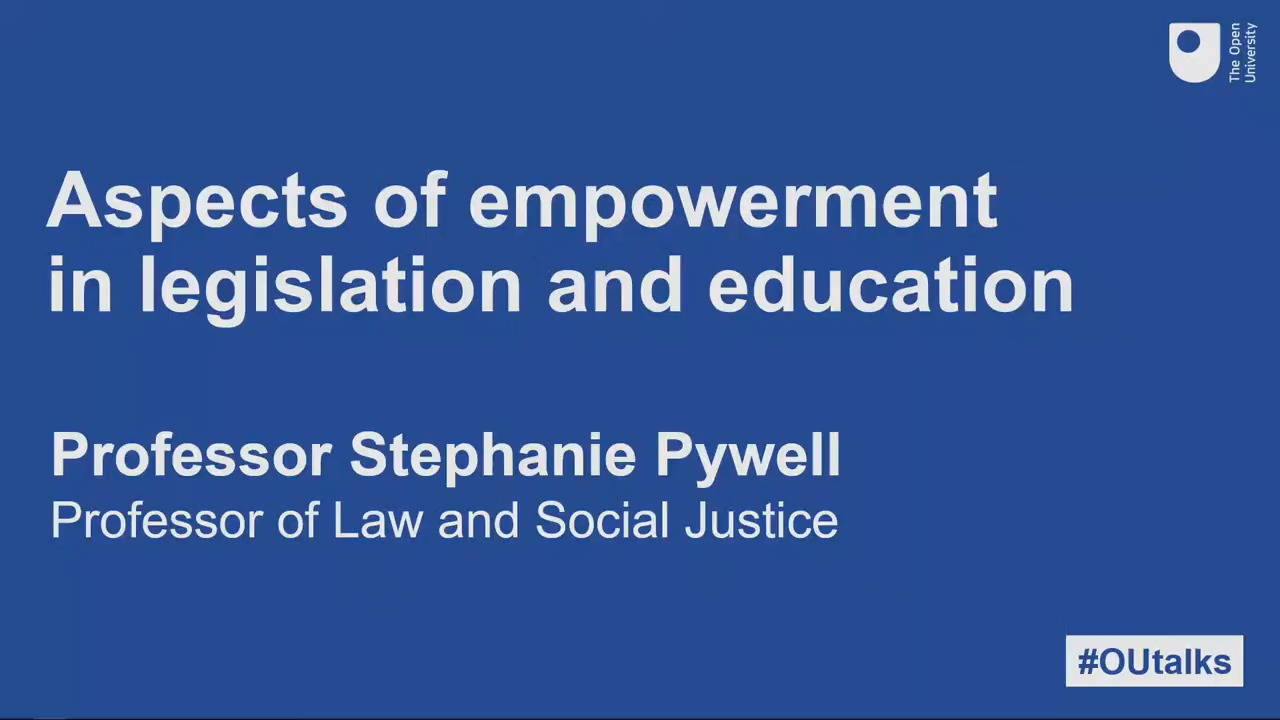 The Open
University
Aspects of empowerment
in legislation and education
Professor Stephanie Pywell
Professor of Law and Social Justice
#OUtalks